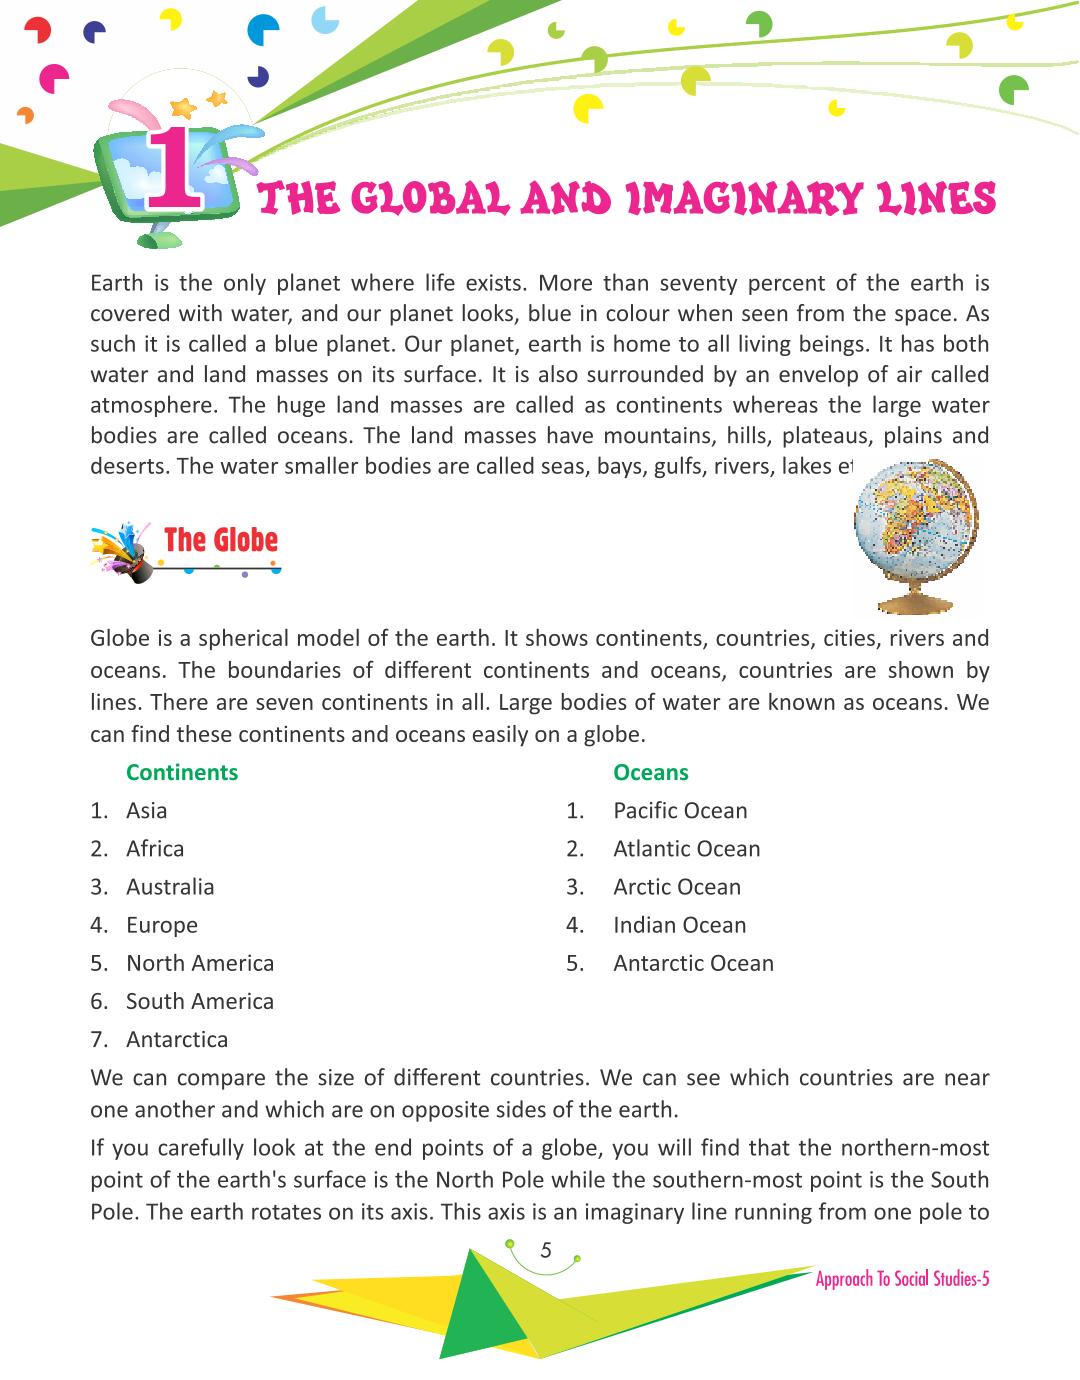 1
THE GLOBAL AND IMAGINARY LINES
Earth is the only planet where life exists. More than seventy percent of the earth is
covered with water, and our planet looks, blue in colour when seen from the space. As
such it is called a blue planet. Our planet, earth is home to all living beings. It has both
water and land masses on its surface. It is also surrounded by an envelop of air called
atmosphere. The huge land masses are called as continents whereas the large water
bodies are called oceans. The land masses have mountains, hills, plateaus, plains and
deserts. The water smaller bodies are called seas, bays, gulfs, rivers, lakes et
The Globe
Globe is a spherical model of the earth. It shows continents, countries, cities, rivers and
oceans. The boundaries of different continents and oceans, countries are shown by
lines. There are seven continents in all. Large bodies of water are known as oceans. We
can find these continents and oceans easily on a globe.
Continents Oceans
1. Asia 1. Pacific Ocean
2. Africa 2. Atlantic Ocean
3. Australia 3. Arctic Ocean
4. Europe 4. Indian Ocean
5. North America 5. Antarctic Ocean
6. South America
7. Antarctica
We can compare the size of different countries. We can see which countries are near
one another and which are on opposite sides of the earth.
If you carefully look at the end points of a globe, you will find that the northern-most
point of the earth's surface is the North Pole while the southern-most point is the South
Pole. The earth rotates on its axis. This axis is an imaginary line running from one pole to
5
Approach To Social Studies-5